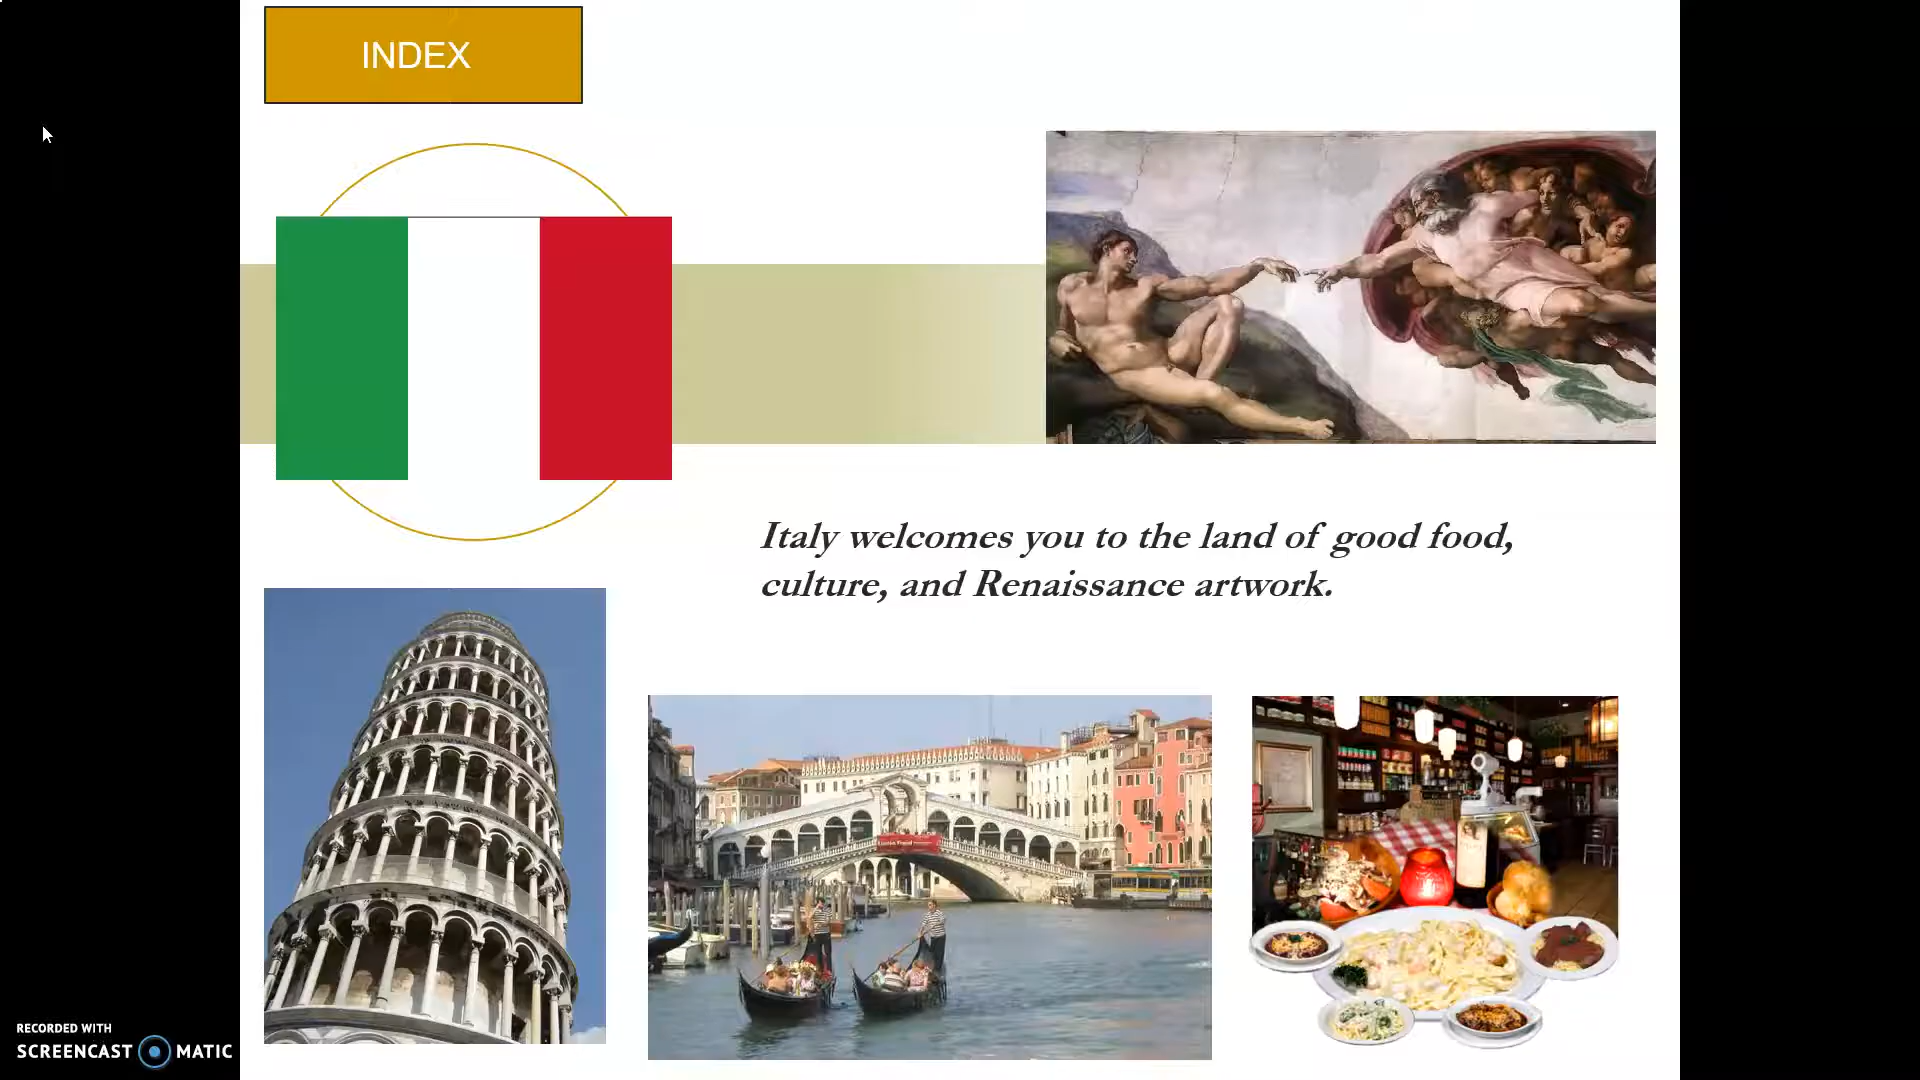 INDEX
Italy welcomes you to the land of good food,
culture, and Renaissance artwork.
RECORDED WITH
SCREENCAST MATIC